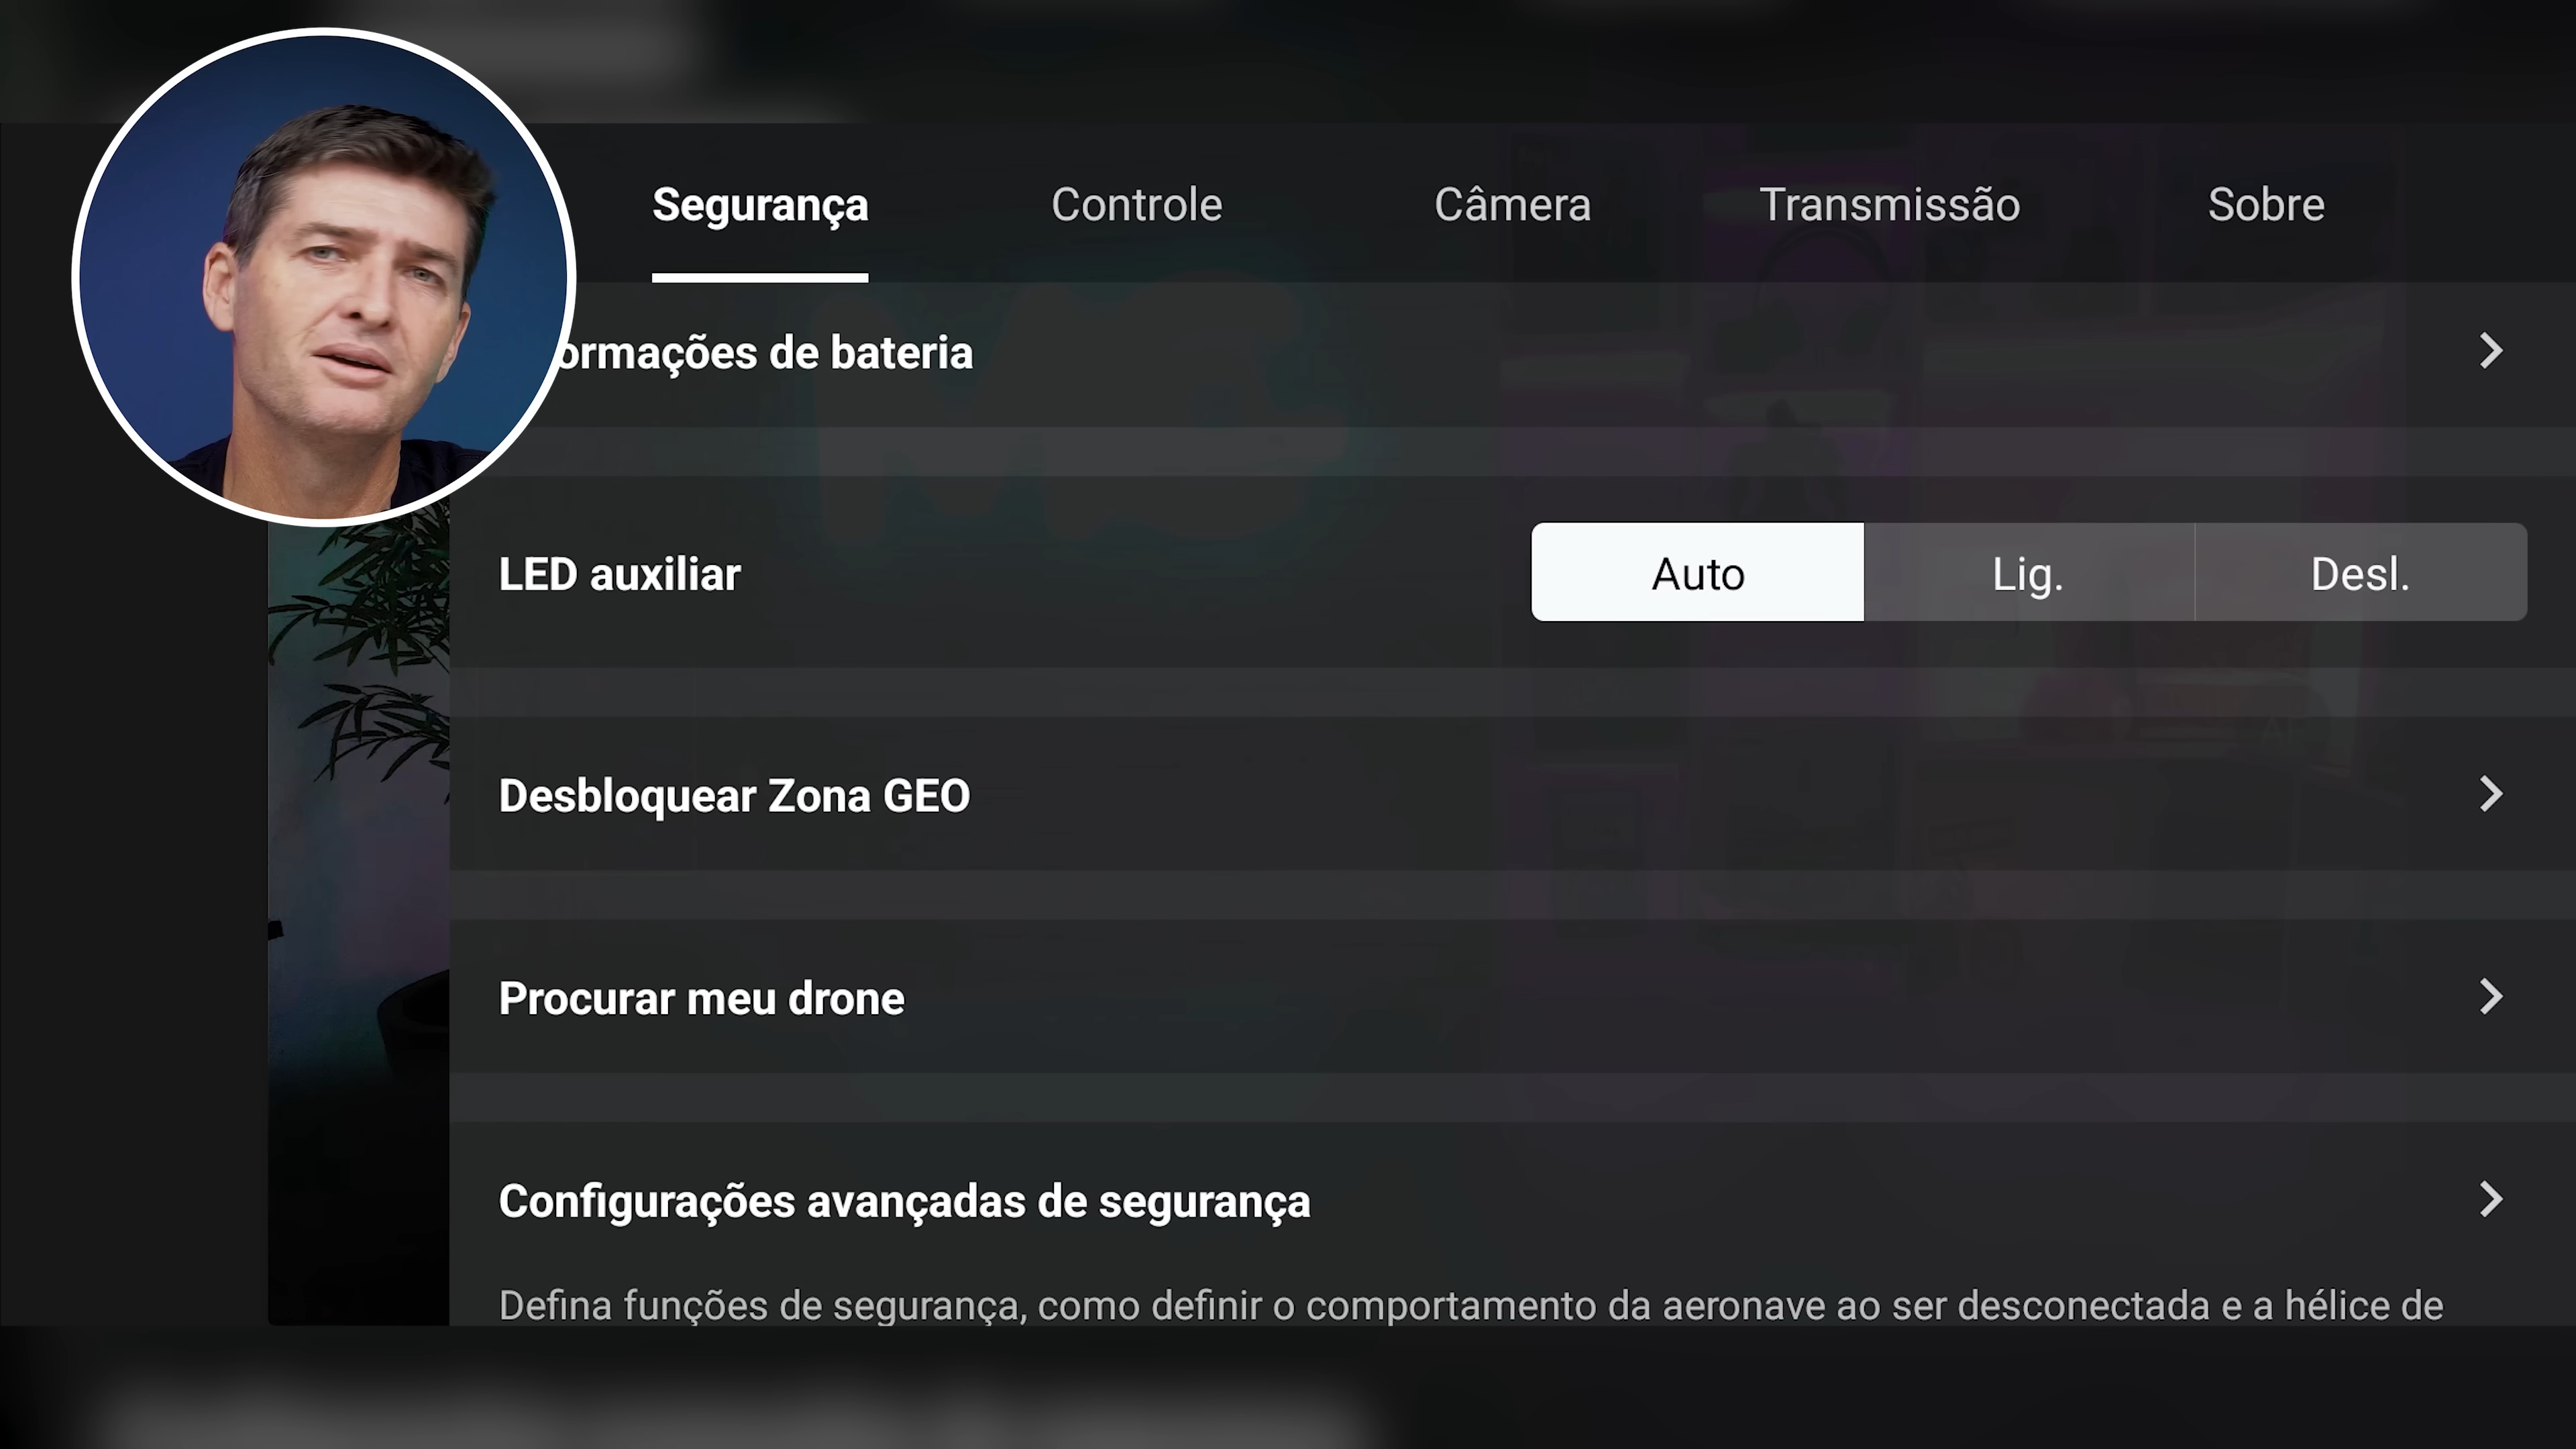 Segurança Controle Câmera Transmissão Sobre
ormações de bateria
LED auxiliar Auto Lig. Desl.
Desbloquear Zona GEO
Procurar meu drone
Configurações avançadas de segurança
Defina funções de segurança, como definir o comportamento da aeronave ao ser desconectada e a hélice de